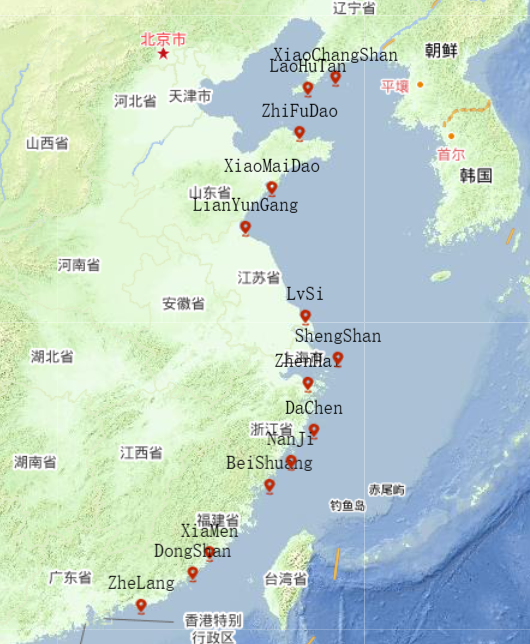 辽宁省
北京市
XiaoChangShan
朝鲜
LaoHuTan
平壤
河北省
天津市
ZhiFuDao
山西省
首尔
XiaoMaiDao
韩国
山东省
LianYunGang
河南省
江苏省
安徽省
LvSi
ShengShan
湖北省
上海市
ZhenHai
DaChen
浙江省
NanJi
江西省
湖南省
BeiShuang
赤尾屿
钓鱼岛
福建省
XiaMen
DongShan
广东省
ZheLang
台湾省
香港特别
行政区